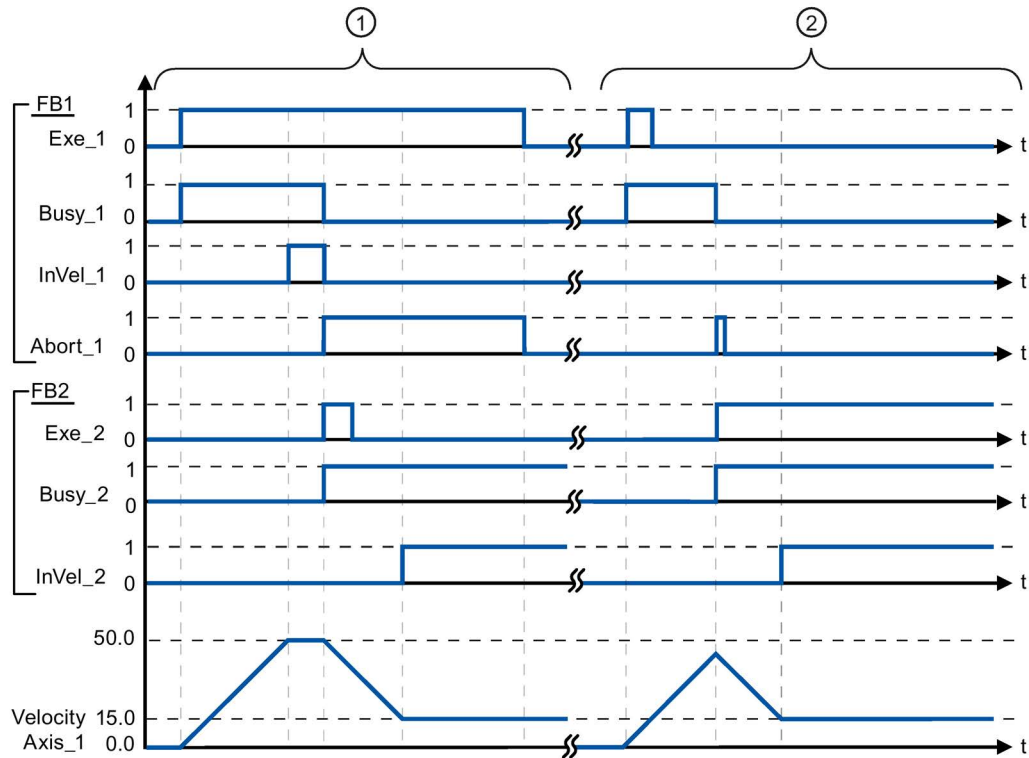 1 2
FB1
1
Exe_1 0 t
1
Busy_1 0 t
1
InVel_1 0 t
1
Abort_1 0 t
FB2
1
Exe_2 0 t
1
Busy_2 0 t
1
InVel_2 0 t
50.0
Velocity 15.0
Axis_1 0.0 t